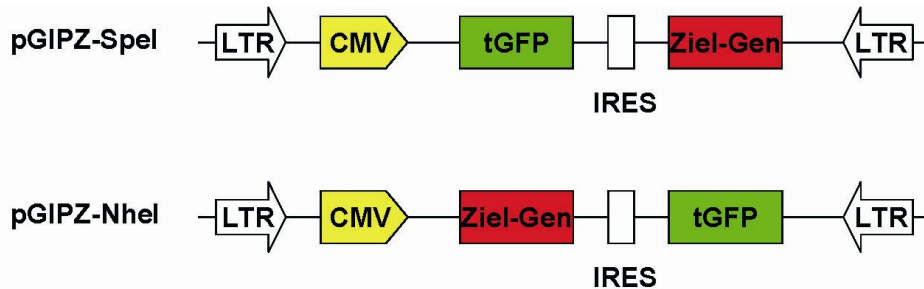 pGIPZ-SpeI LTR CMV tGFP Ziel-Gen LTR
IRES
pGIPZ-NheI LTR CMV Ziel-Gen tGFP LTR
IRES